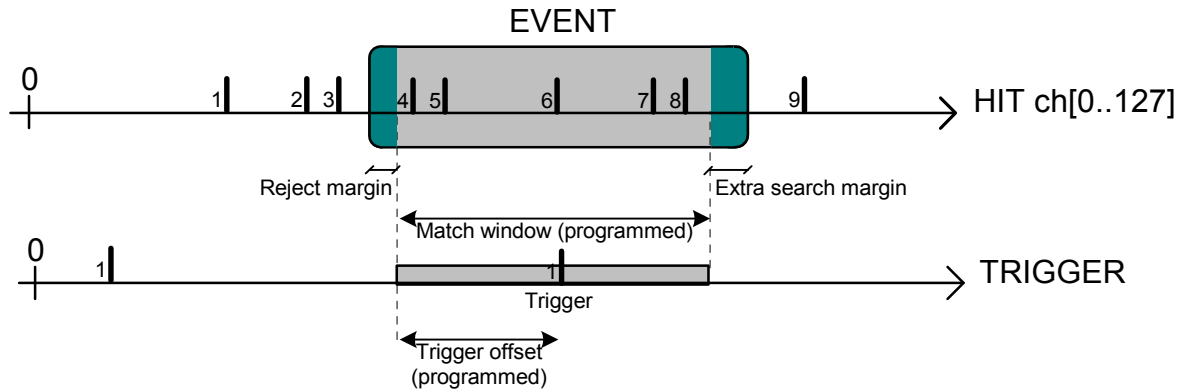 EVENT
0
1
2
3
4
5
6
7
8
9
HIT ch[0..127]
Reject margin
Extra search margin
Match window (programmed)
0
1
1
TRIGGER
Trigger
Trigger offset
(programmed)